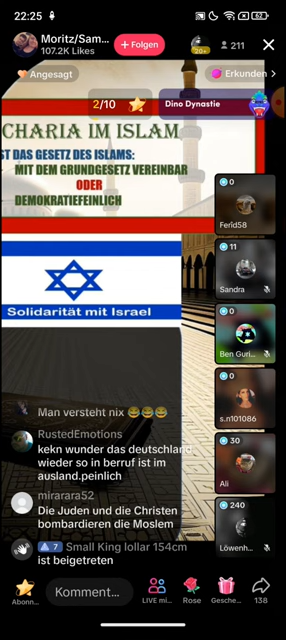 22:25
62
Moritz/Sam...
107.2K Likes
+ Folgen
20+
211
Angesagt
Erkunden >
2/10
Dino Dynastie
CHARIA IM ISLAM
ST DAS GESETZ DES ISLAMS:
MIT DEM GRUNDGESETZ VEREINBAR
ODER
DEMOKRATIEFEINLICH
0
Ferid58
Solidarität mit Israel
11
Sandra
0
Ben Guri...
0
s.n101086
30
Ali
240
Löwenh...
Man versteht nix 😂😂😂
RustedEmotions
kekn wunder das deutschland
wieder so in berruf ist im
ausland.peinlich
mirarara52
Die Juden und die Christen
bombardieren die Moslem
7 Small King lollar 154cm
ist beigetreten
Kommentar...
Abonn...
LIVE mi...
Rose
Gesche...
138